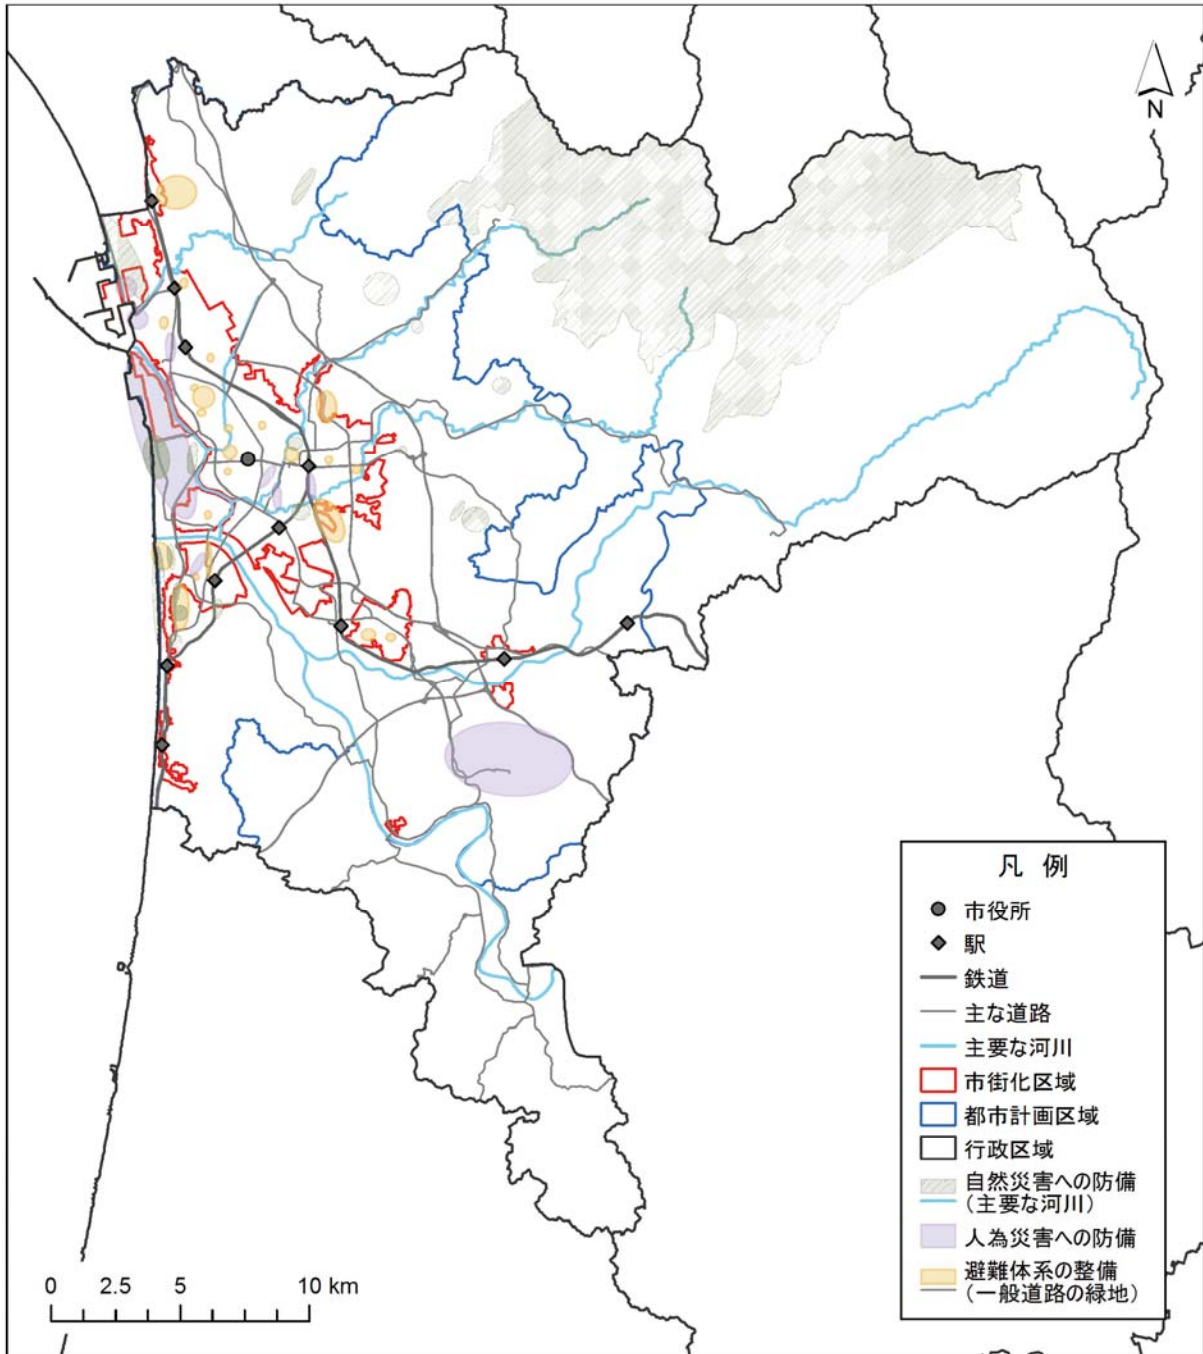 N
凡 例
市役所
駅
鉄道
主な道路
主要な河川
市街化区域
都市計画区域
行政区域
自然災害への防備
(主要な河川)
人為災害への防備
避難体系の整備
(一般道路の緑地)
0 2.5 5 10 km